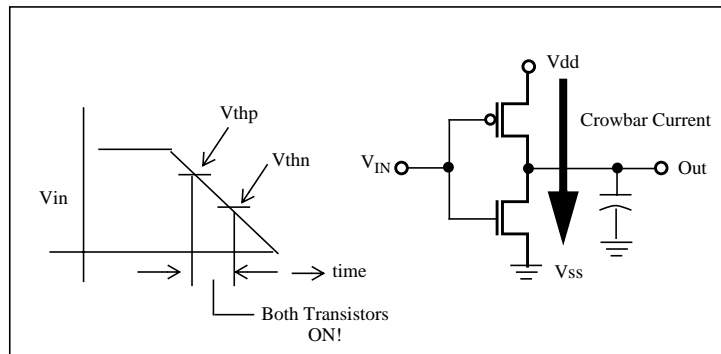 Vthp
Vthn
Vin
time
Both Transistors
ON!
Vdd
Crowbar Current
VIN
Out
Vss